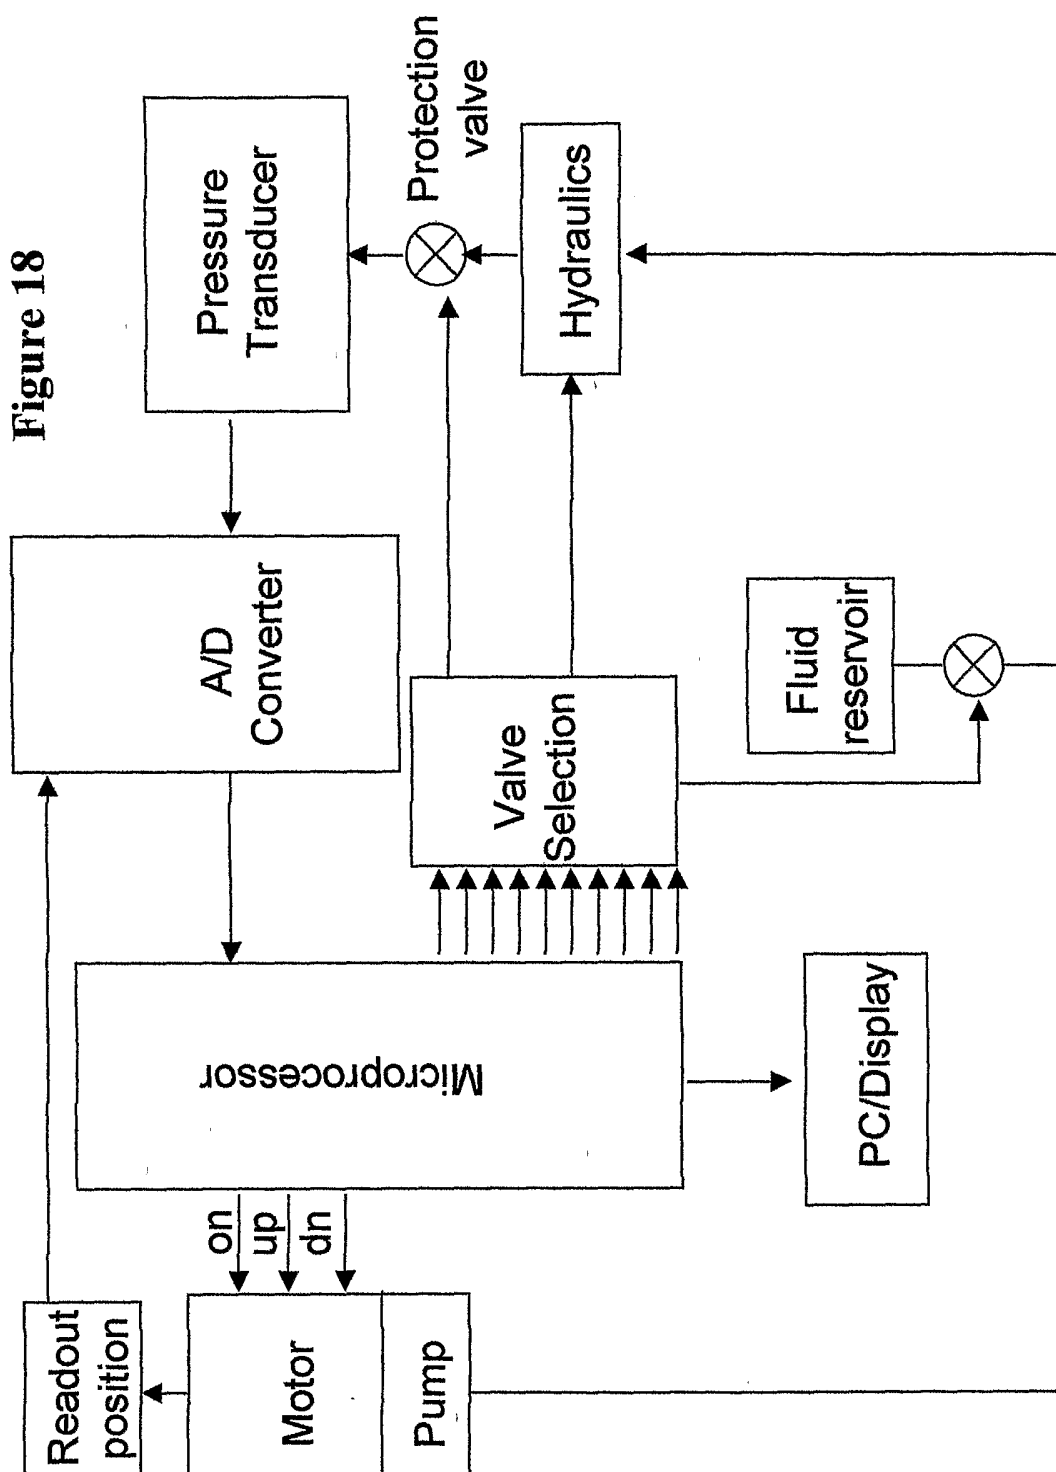 Figure 18
Readout
position
Motor
Pump
on
up
dn
Microprocessor
PC/Display
A/D
Converter
Valve
Selection
Fluid
reservoir
Pressure
Transducer
Protection
valve
Hydraulics